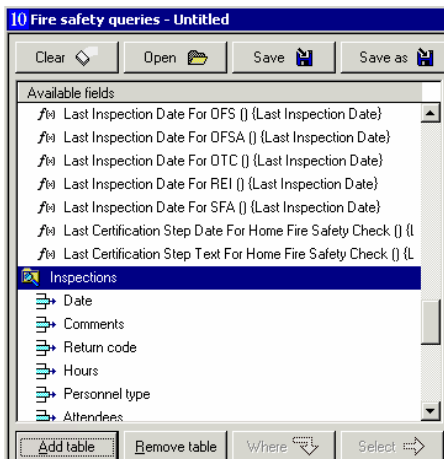 10 Fire safety queries - Untitled
Clear Open Save Save as
Available fields
f(x) Last Inspection Date For OFS () {Last Inspection Date}
f(x) Last Inspection Date For OFSA () {Last Inspection Date}
f(x) Last Inspection Date For OTC () {Last Inspection Date}
f(x) Last Inspection Date For REI () {Last Inspection Date}
f(x) Last Inspection Date For SFA () {Last Inspection Date}
f(x) Last Certification Step Date For Home Fire Safety Check () {L
f(x) Last Certification Step Text For Home Fire Safety Check () {L
Inspections
Date
Comments
Return code
Hours
Personnel type
Attendees
Add table Remove table Where Select